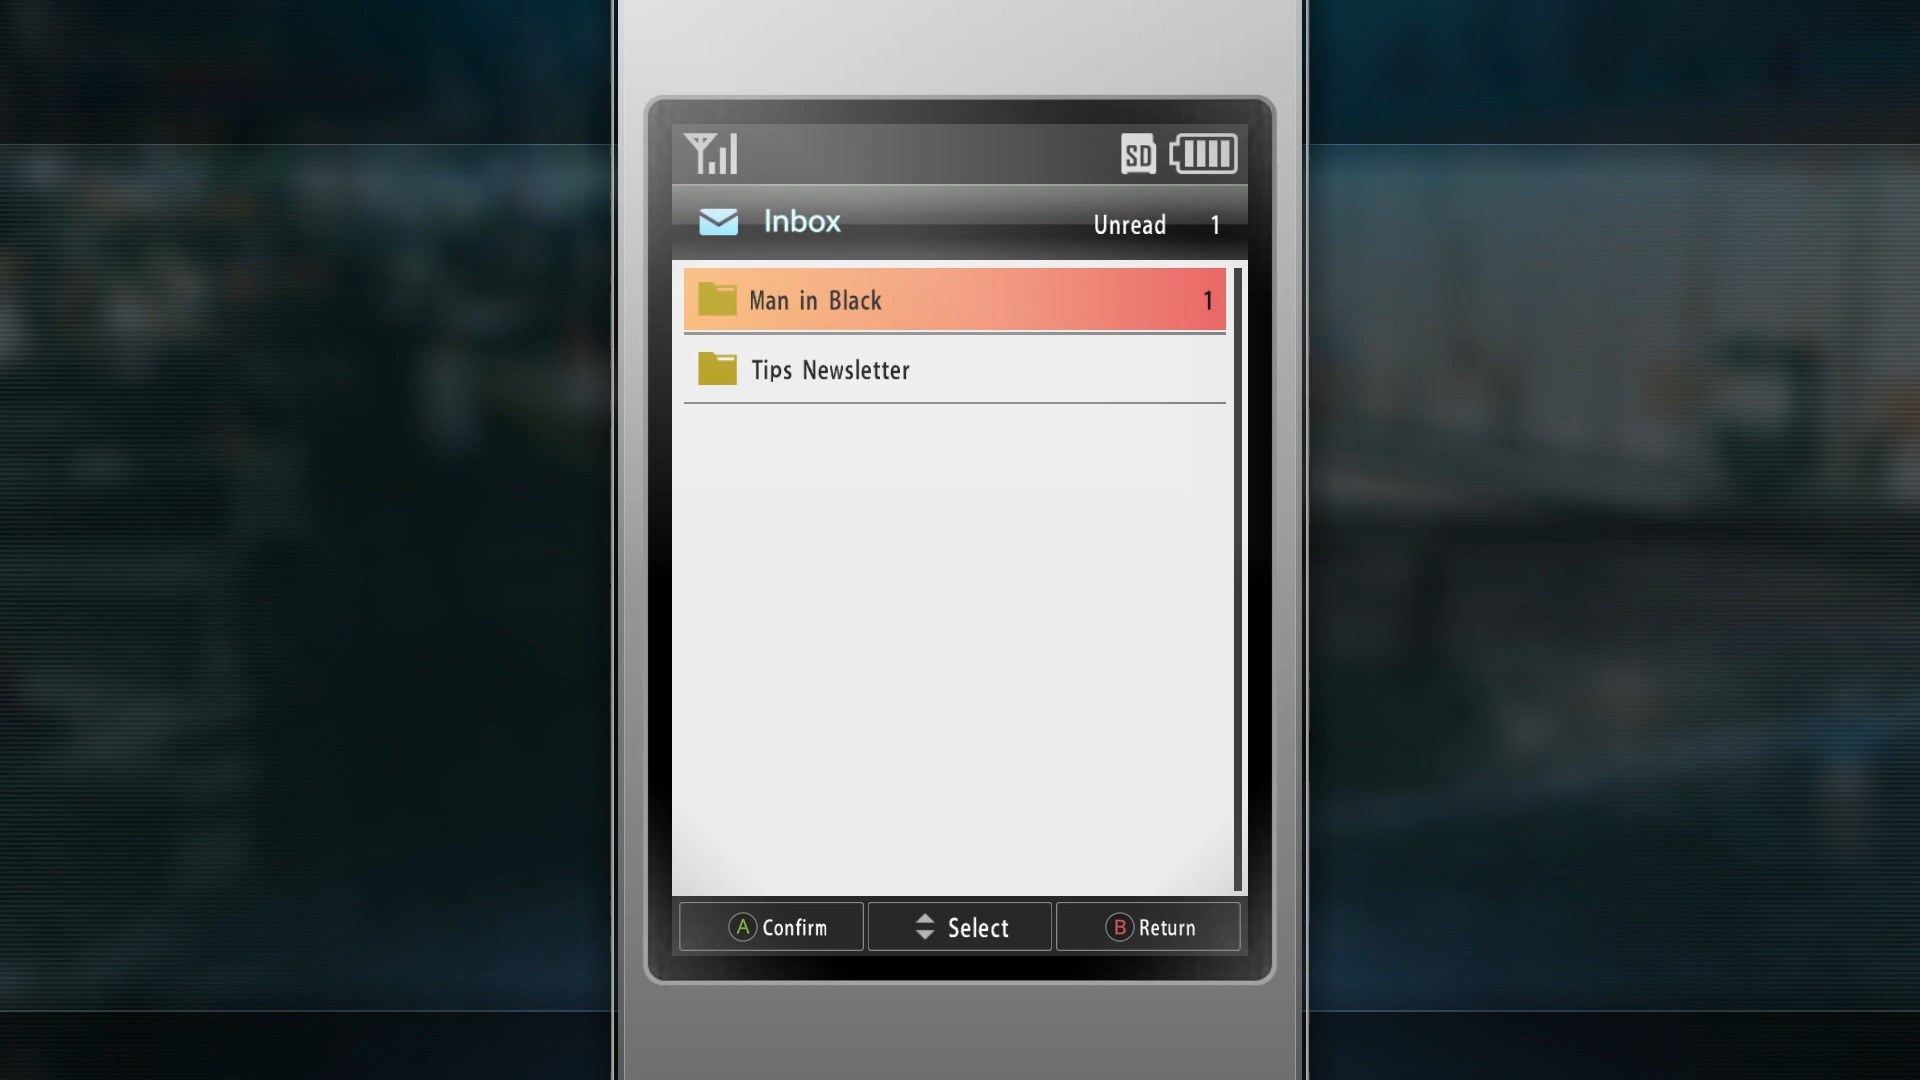 SD
Inbox Unread 1
Man in Black 1
Tips Newsletter
A Confirm Select B Return